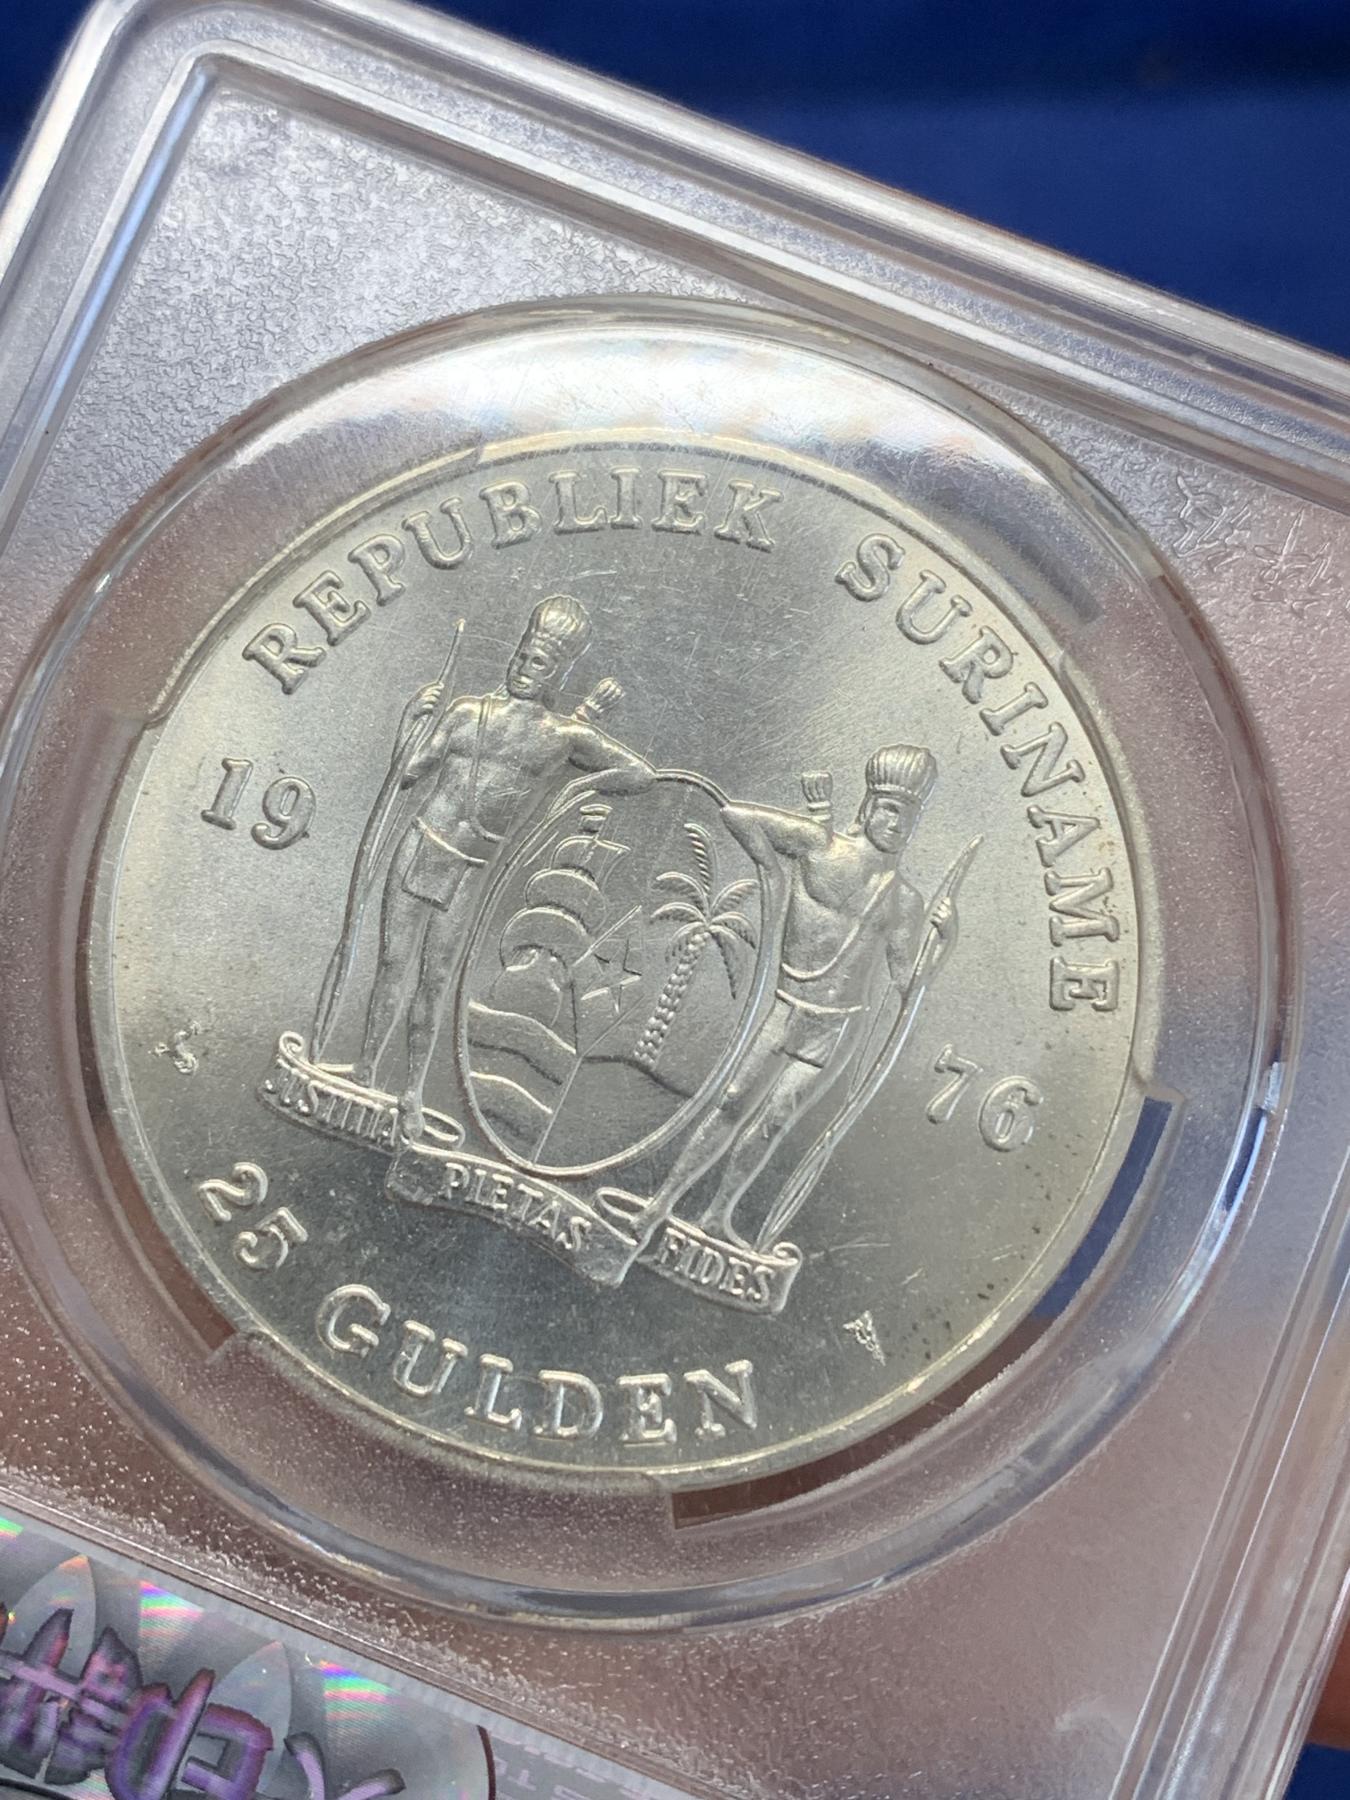 REPUBLIEK SURINAME
19 76
JUSTITIA PIETAS FIDES
25 GULDEN